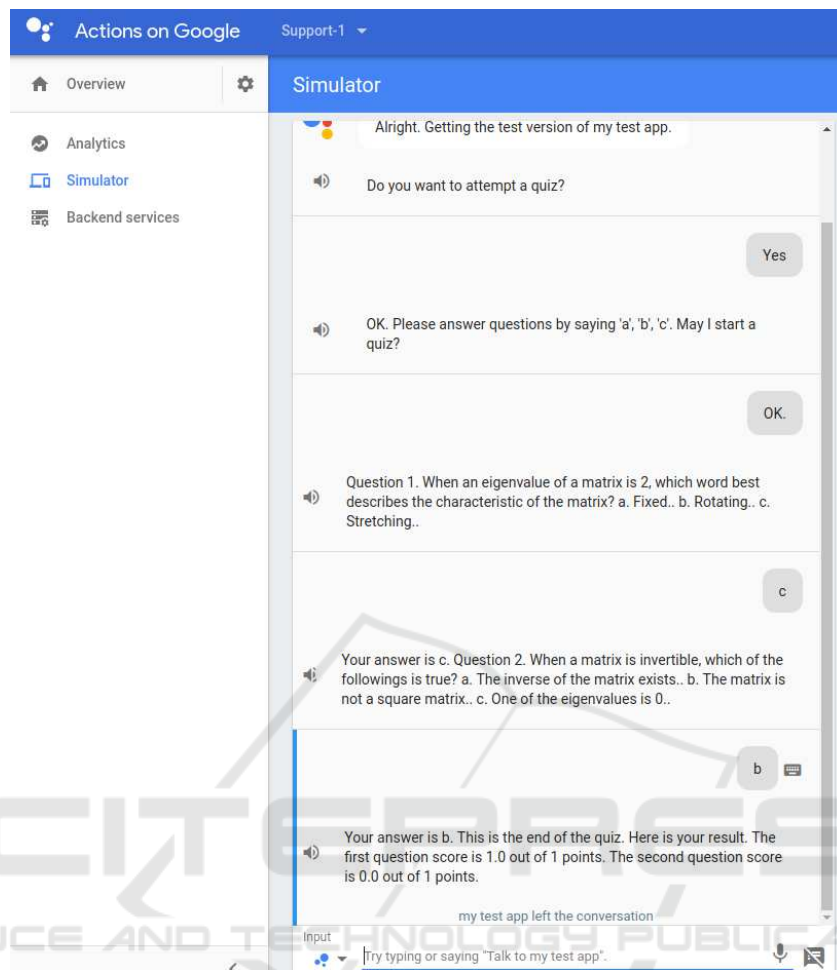 Actions on Google
Support-1
Overview
Simulator
Analytics
Simulator
Backend services
Alright. Getting the test version of my test app.
Do you want to attempt a quiz?
Yes
OK. Please answer questions by saying 'a', 'b', 'c'. May I start a
quiz?
OK.
Question 1. When an eigenvalue of a matrix is 2, which word best
describes the characteristic of the matrix? a. Fixed.. b. Rotating.. c.
Stretching..
c
Your answer is c. Question 2. When a matrix is invertible, which of the
followings is true? a. The inverse of the matrix exists.. b. The matrix is
not a square matrix.. c. One of the eigenvalues is 0..
b
Your answer is b. This is the end of the quiz. Here is your result. The
first question score is 1.0 out of 1 points. The second question score
is 0.0 out of 1 points.
my test app left the conversation
Input
Try typing or saying "Talk to my test app".
AND TECHNOLOGY